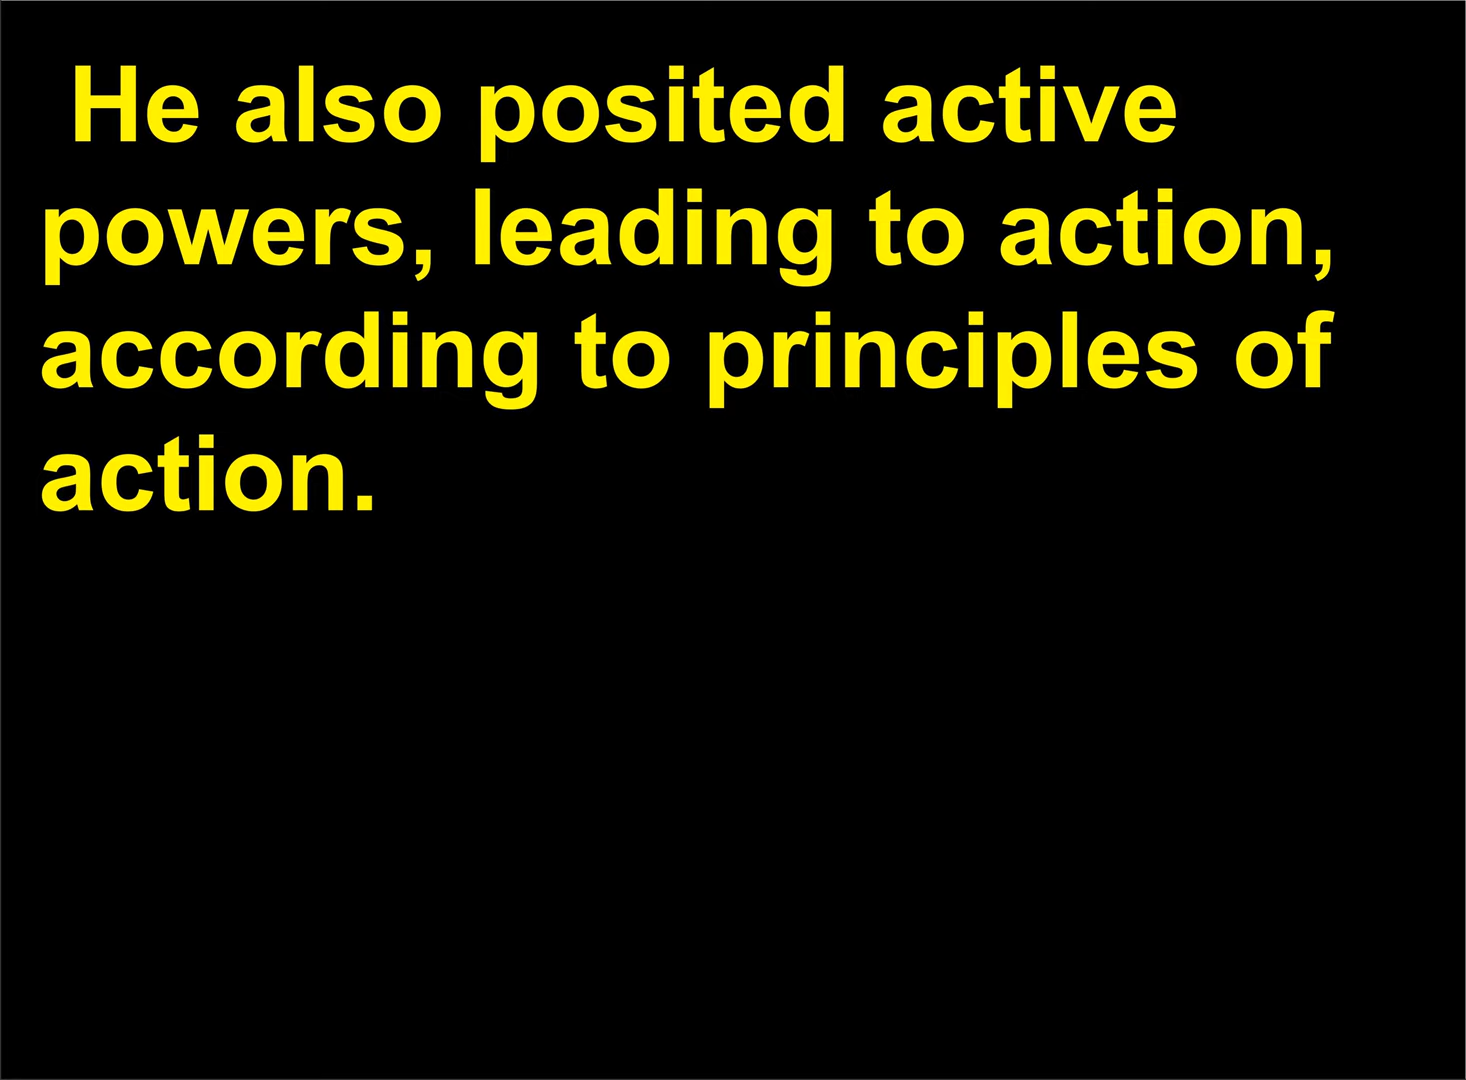 He also posited active
powers, leading to action,
according to principles of
action.